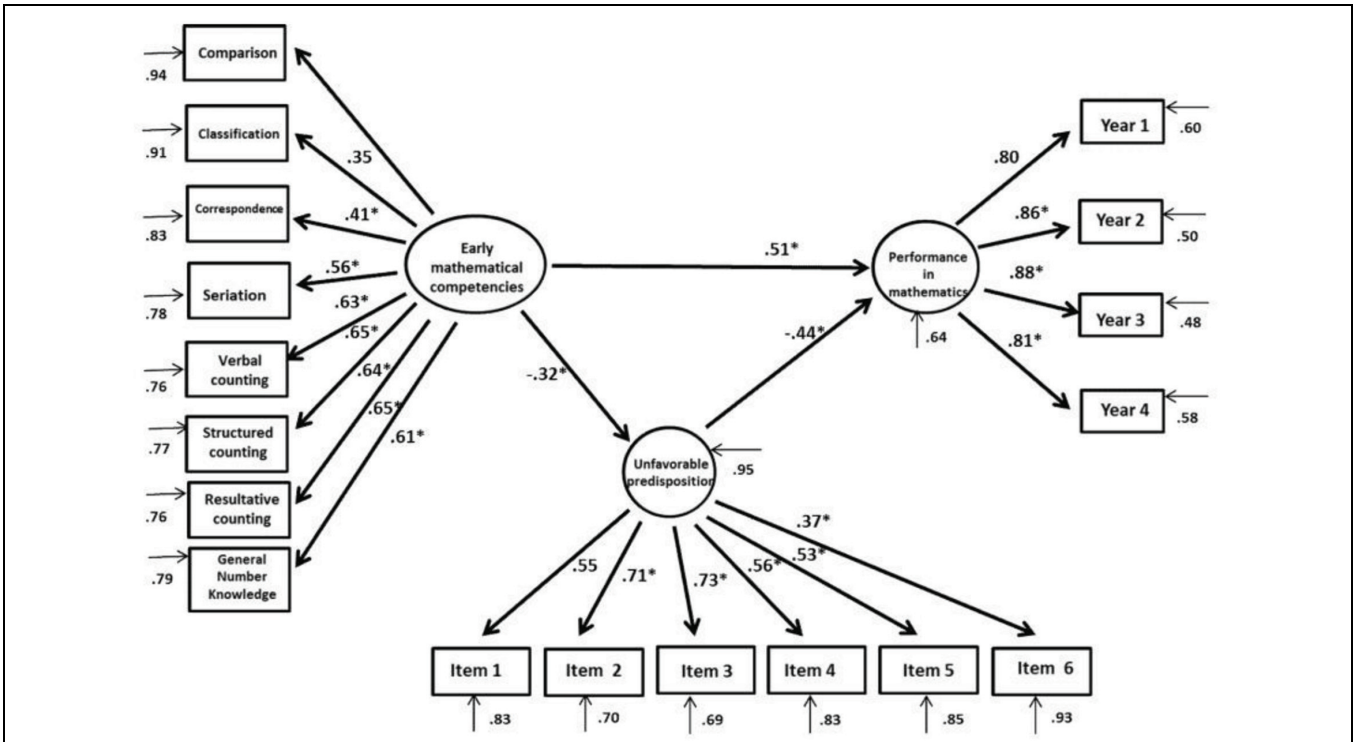 Comparison
.94
Classification
.91
Correspondence
.83
Seriation
.78
Verbal
counting
.76
Structured
counting
.77
Resultative
counting
.76
General
Number
Knowledge
.79
.35
.41*
.56*
.63*
.65*
.64*
.65*
.61*
Early
mathematical
competencies
.51*
-.32*
-.44*
Performance
in
mathematics
.64
.80
.86*
.88*
.81*
Year 1
.60
Year 2
.50
Year 3
.48
Year 4
.58
Unfavorable
predisposition
.95
.55
.71*
.73*
.56*
.53*
.37*
Item 1
Item 2
Item 3
Item 4
Item 5
Item 6
.83
.70
.69
.83
.85
.93